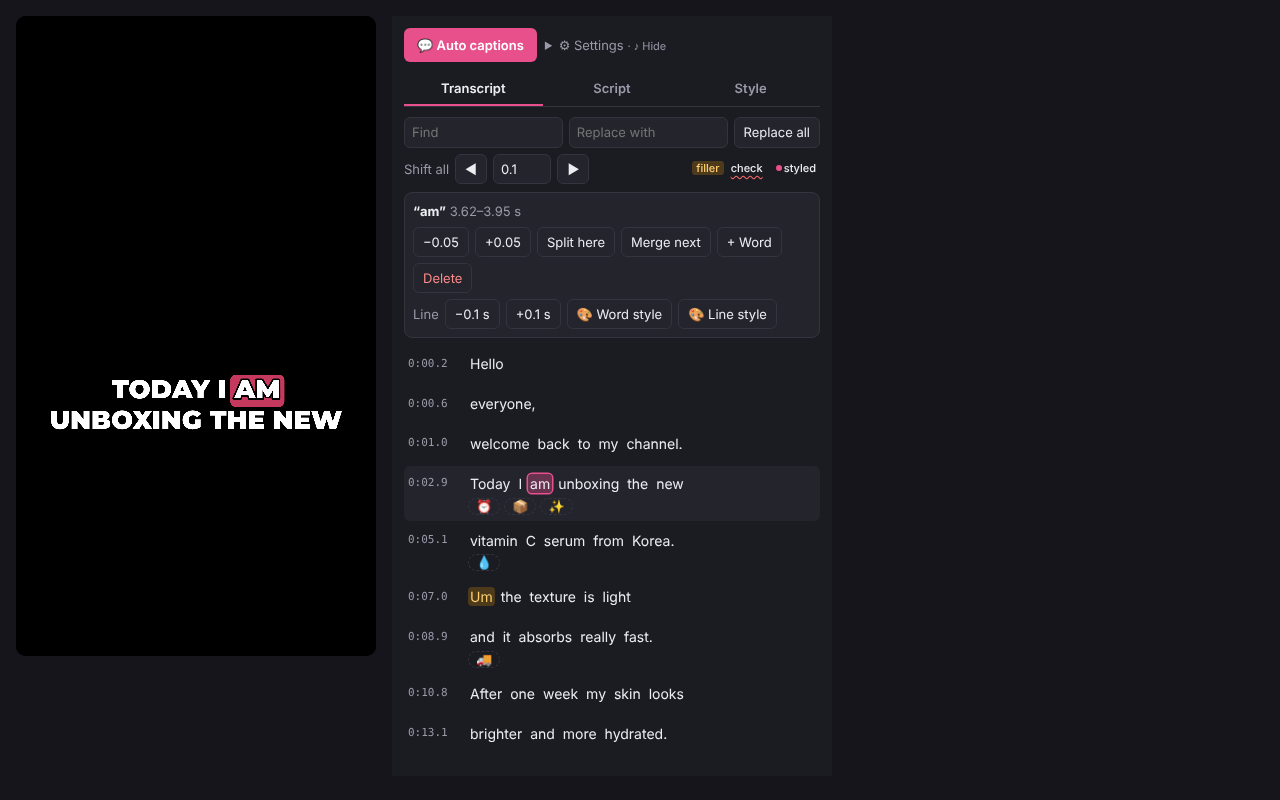 TODAY I AM
UNBOXING THE NEW
💬 Auto captions ▶ ⚙ Settings · ♪ Hide
Transcript Script Style
Find Replace with Replace all
Shift all ◀ 0.1 ▶ filler check styled
“am” 3.62–3.95 s
−0.05 +0.05 Split here Merge next + Word
Delete
Line −0.1 s +0.1 s 🎨 Word style 🎨 Line style
0:00.2 Hello
0:00.6 everyone,
0:01.0 welcome back to my channel.
0:02.9 Today I am unboxing the new
⏰ 📦 ✨
0:05.1 vitamin C serum from Korea.
💧
0:07.0 Um the texture is light
0:08.9 and it absorbs really fast.
🚚
0:10.8 After one week my skin looks
0:13.1 brighter and more hydrated.